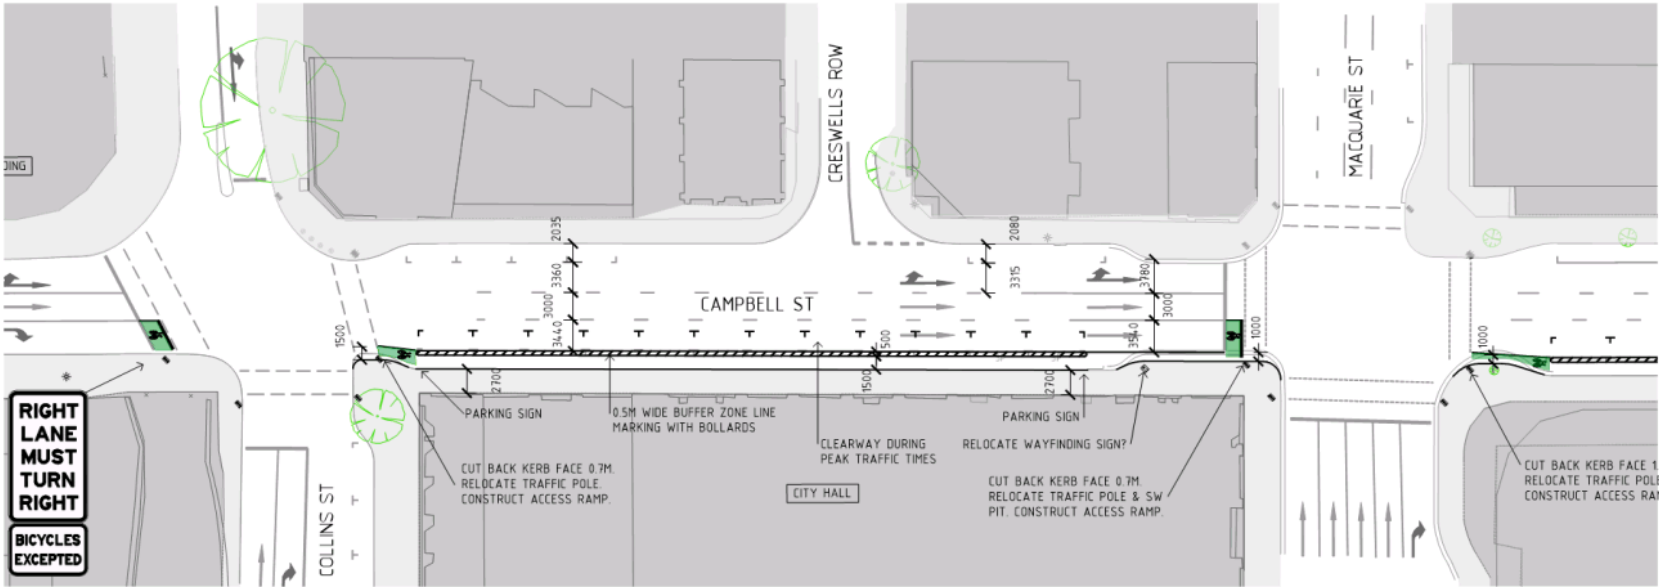 CRESWELLS ROW
MACQUARIE ST
DING
2035
2080
3360
3315
3780
3000
3000
CAMPBELL ST
3440
3540
1500
500
1000
1000
2700
1500
2700
RIGHT
LANE
MUST
TURN
RIGHT
BICYCLES
EXCEPTED
PARKING SIGN
0.5M WIDE BUFFER ZONE LINE
MARKING WITH BOLLARDS
PARKING SIGN
CLEARWAY DURING
PEAK TRAFFIC TIMES
RELOCATE WAYFINDING SIGN?
CUT BACK KERB FACE 0.7M.
RELOCATE TRAFFIC POLE.
CONSTRUCT ACCESS RAMP.
CITY HALL
CUT BACK KERB FACE 0.7M.
RELOCATE TRAFFIC POLE & SW
PIT. CONSTRUCT ACCESS RAMP.
CUT BACK KERB FACE 1.
RELOCATE TRAFFIC POLE
CONSTRUCT ACCESS RAM
COLLINS ST